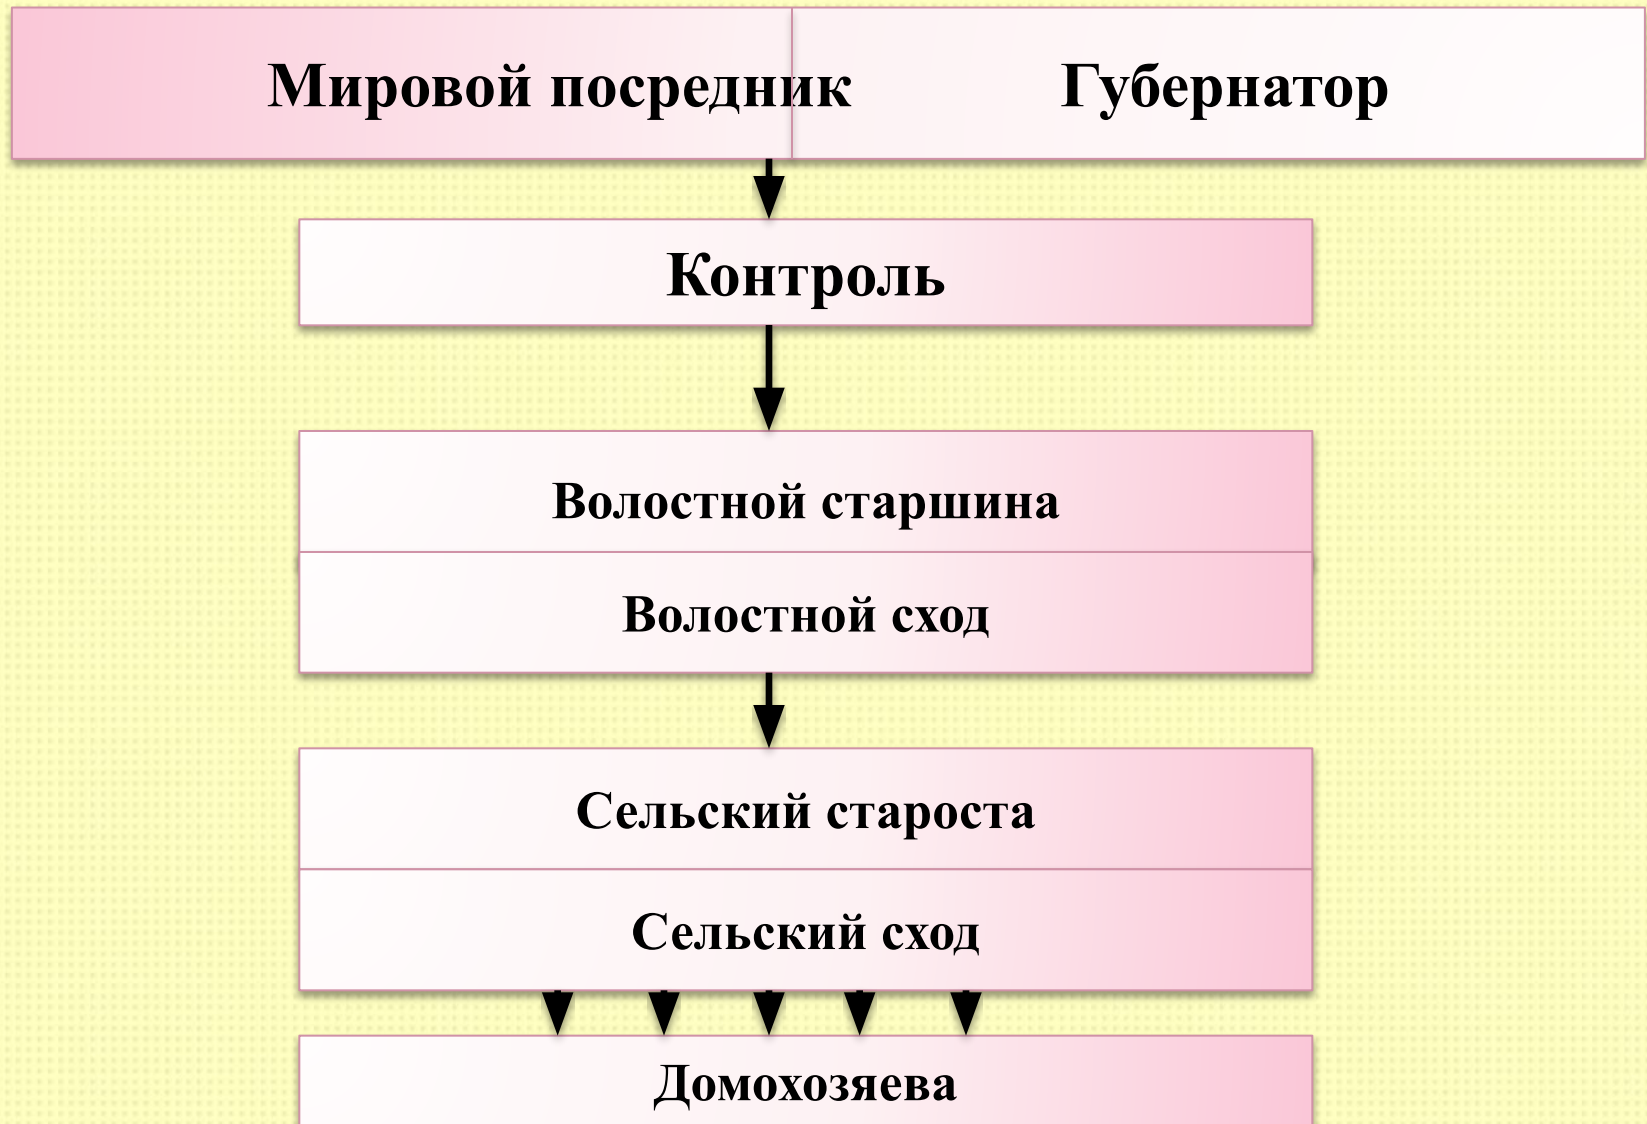 Мировой посредник Губернатор
Контроль
Волостной старшина
Волостной сход
Сельский староста
Сельский сход
Домохозяева